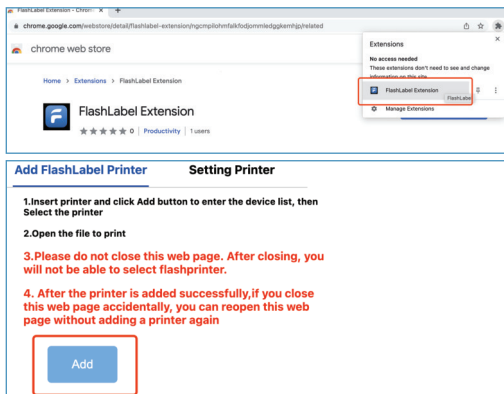 FlashLabel Extension - Chrom
chrome.google.com/webstore/detail/flashlabel-extension/ngcmpilohmfalkfodjommledggkemhjp/related
chrome web store
Extensions
No access needed
These extensions don't need to see and change
information on this site.
FlashLabel Extension
FlashLabel
Manage Extensions
Home > Extensions > FlashLabel Extension
FlashLabel Extension
0 | Productivity | 1 users
Add FlashLabel Printer Setting Printer
1.Insert printer and click Add button to enter the device list, then
Select the printer
2.Open the file to print
3.Please do not close this web page. After closing, you
will not be able to select flashprinter.
4. After the printer is added successfully,if you close
this web page accidentally, you can reopen this web
page without adding a printer again
Add